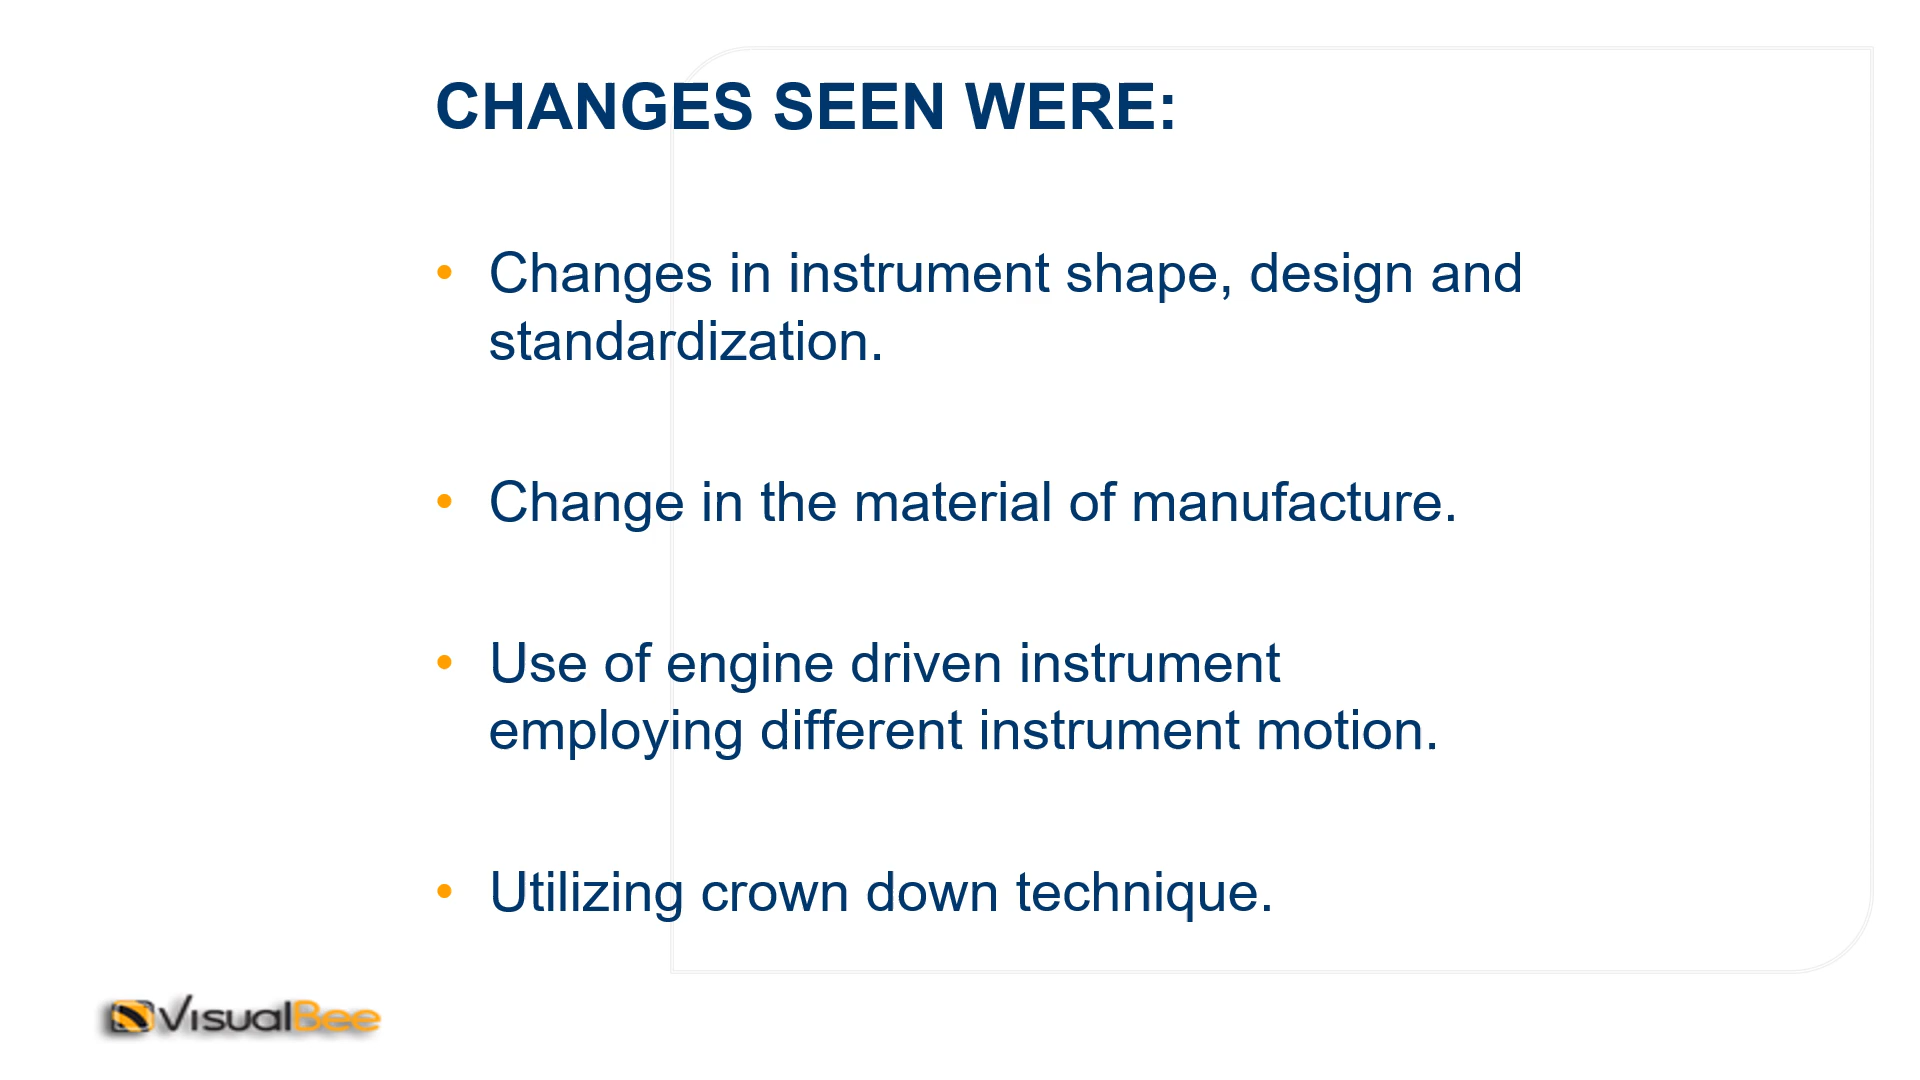 CHANGES SEEN WERE:
• Changes in instrument shape, design and
standardization.
• Change in the material of manufacture.
• Use of engine driven instrument
employing different instrument motion.
• Utilizing crown down technique.
VisualBee